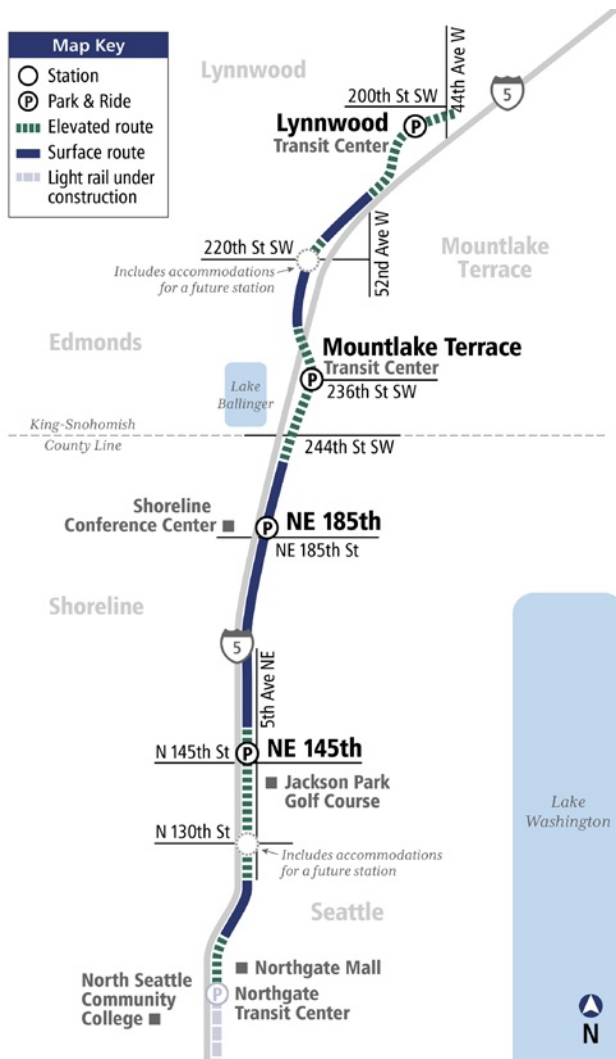 Map Key
Station
P Park & Ride
Elevated route
Surface route
Light rail under
construction
Lynnwood
200th St SW
44th Ave W
5
P
Lynnwood
Transit Center
220th St SW
52nd Ave W
Includes accommodations
for a future station
Mountlake
Terrace
Edmonds
Mountlake Terrace
Transit Center
P
236th St SW
Lake
Ballinger
King-Snohomish
County Line
244th St SW
Shoreline
Conference Center
P
NE 185th
NE 185th St
Shoreline
5
5th Ave NE
N 145th St
P
NE 145th
Jackson Park
Golf Course
N 130th St
Includes accommodations
for a future station
Lake
Washington
Seattle
Northgate Mall
North Seattle
Community
College
P
Northgate
Transit Center
N